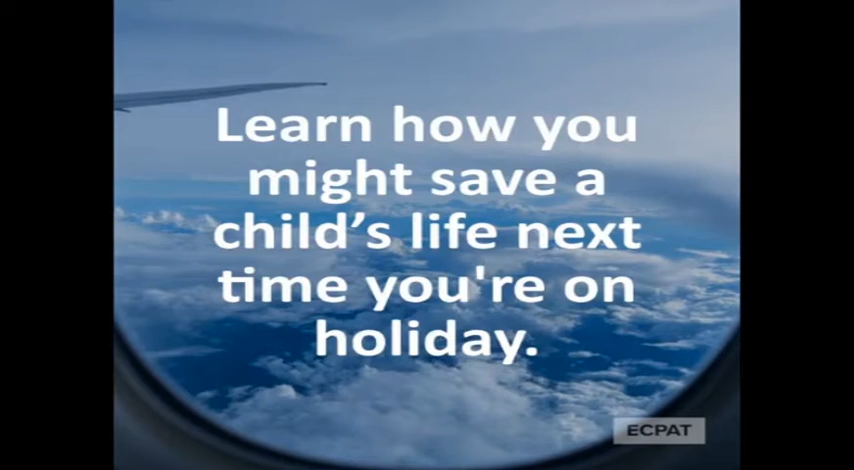 Learn how you
might save a
child’s life next
time you're on
holiday.
ECPAT